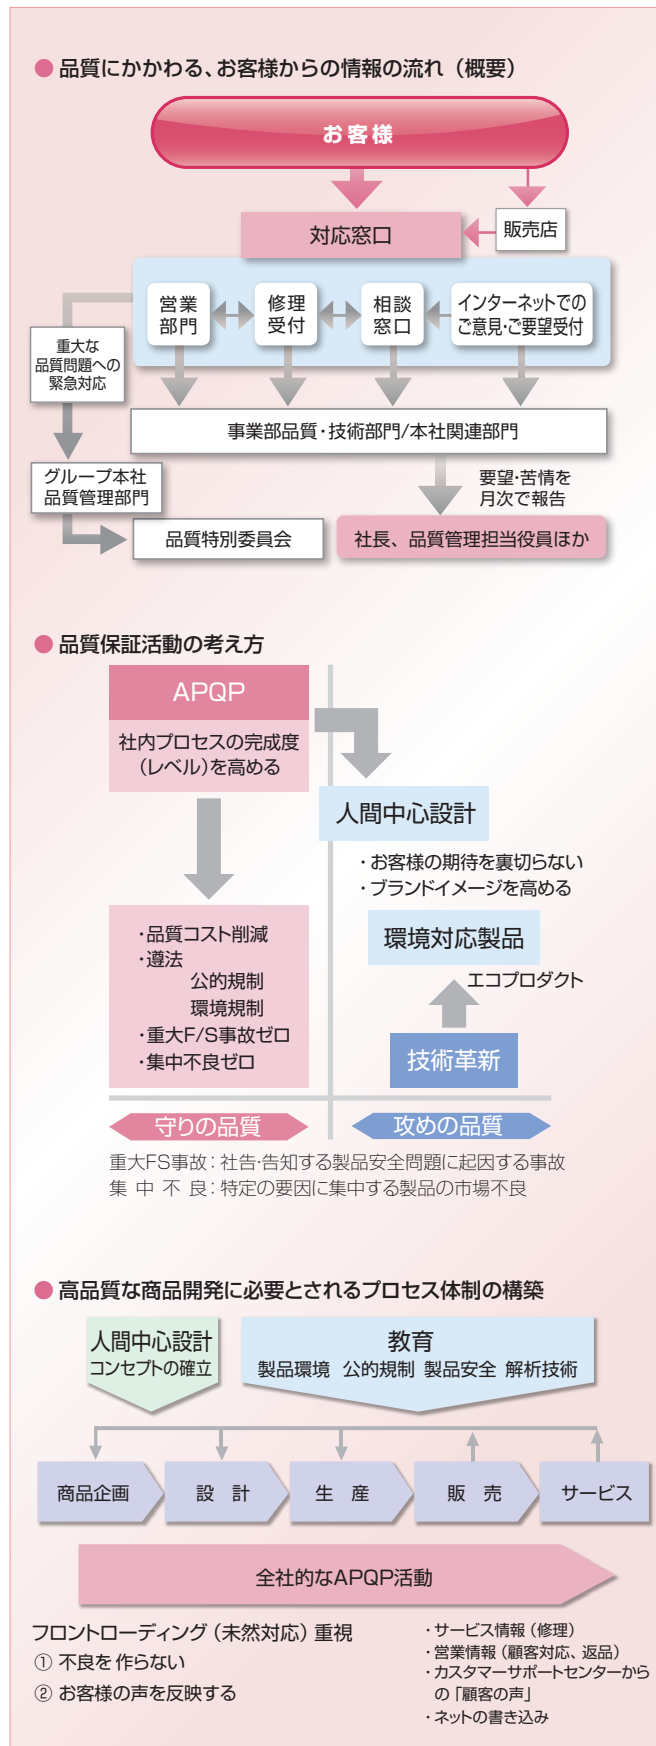 ● 品質にかかわる、お客様からの情報の流れ（概要）
お客様
対応窓口
販売店
営業
部門
修理
受付
相談
窓口
インターネットでの
ご意見・ご要望受付
重大な
品質問題への
緊急対応
事業部品質・技術部門/本社関連部門
グループ本社
品質管理部門
要望・苦情を
月次で報告
品質特別委員会
社長、品質管理担当役員ほか
● 品質保証活動の考え方
APQP
社内プロセスの完成度
（レベル）を高める
人間中心設計
・お客様の期待を裏切らない
・ブランドイメージを高める
・品質コスト削減
・遵法
公的規制
環境規制
・重大F/S事故ゼロ
・集中不良ゼロ
環境対応製品
エコプロダクト
技術革新
守りの品質
攻めの品質
重大FS事故：社告・告知する製品安全問題に起因する事故
集 中 不 良：特定の要因に集中する製品の市場不良
● 高品質な商品開発に必要とされるプロセス体制の構築
人間中心設計
コンセプトの確立
教育
製品環境 公的規制 製品安全 解析技術
商品企画
設 計
生 産
販 売
サービス
全社的なAPQP活動
フロントローディング（未然対応）重視
① 不良を作らない
② お客様の声を反映する
・サービス情報（修理）
・営業情報（顧客対応、返品）
・カスタマーサポートセンターから
の「顧客の声」
・ネットの書き込み